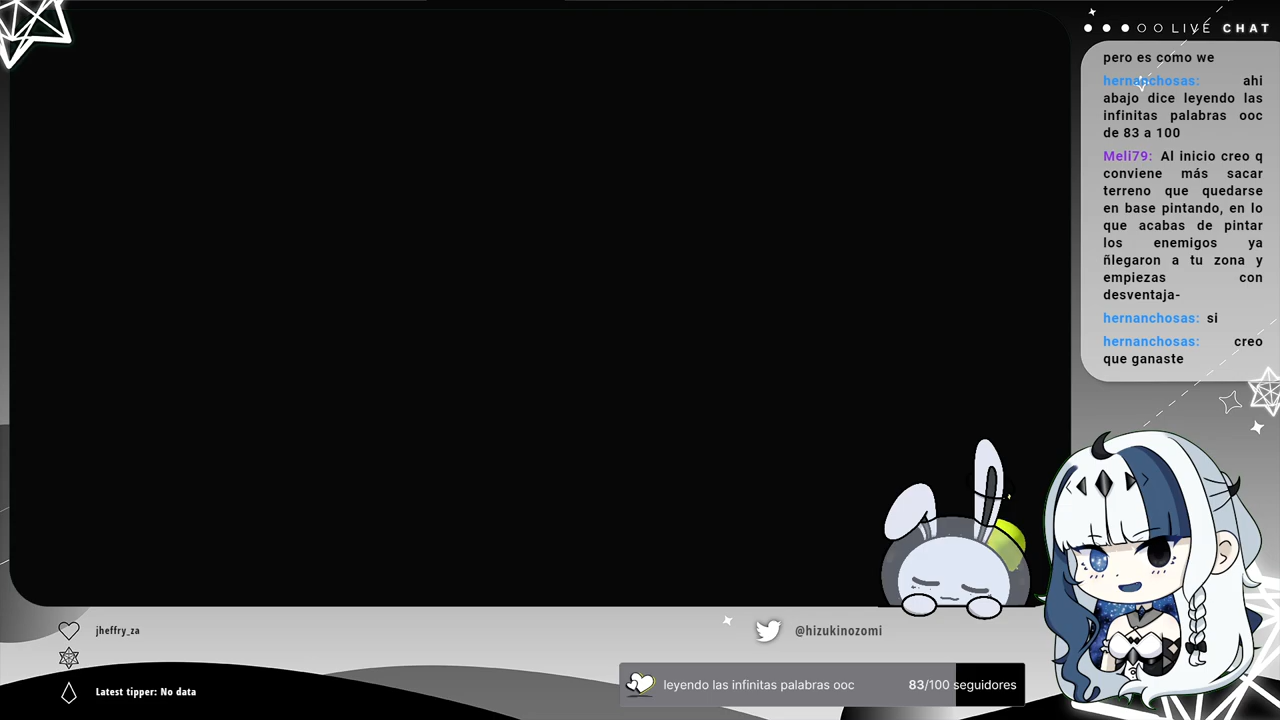 LIVE CHAT
pero es como we
hernanchosas: ahi
abajo dice leyendo las
infinitas palabras ooc
de 83 a 100
Meli79: Al inicio creo q
conviene más sacar
terreno que quedarse
en base pintando, en lo
que acabas de pintar
los enemigos ya
ñlegaron a tu zona y
empiezas con
desventaja-
hernanchosas: si
hernanchosas: creo
que ganaste
jheffry_za
@hizukinozomi
leyendo las infinitas palabras ooc 83/100 seguidores
Latest tipper: No data